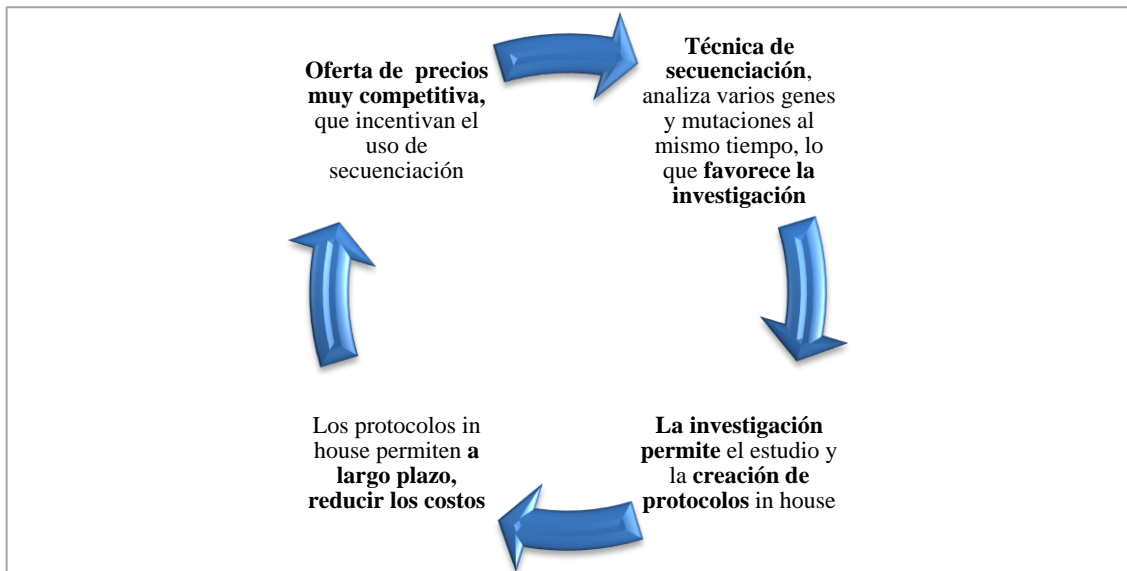 Oferta de precios
muy competitiva,
que incentivan el
uso de
secuenciación
Técnica de
secuenciación,
analiza varios genes
y mutaciones al
mismo tiempo, lo
que favorece la
investigación
La investigación
permite el estudio y
la creación de
protocolos in house
Los protocolos in
house permiten a
largo plazo,
reducir los costos